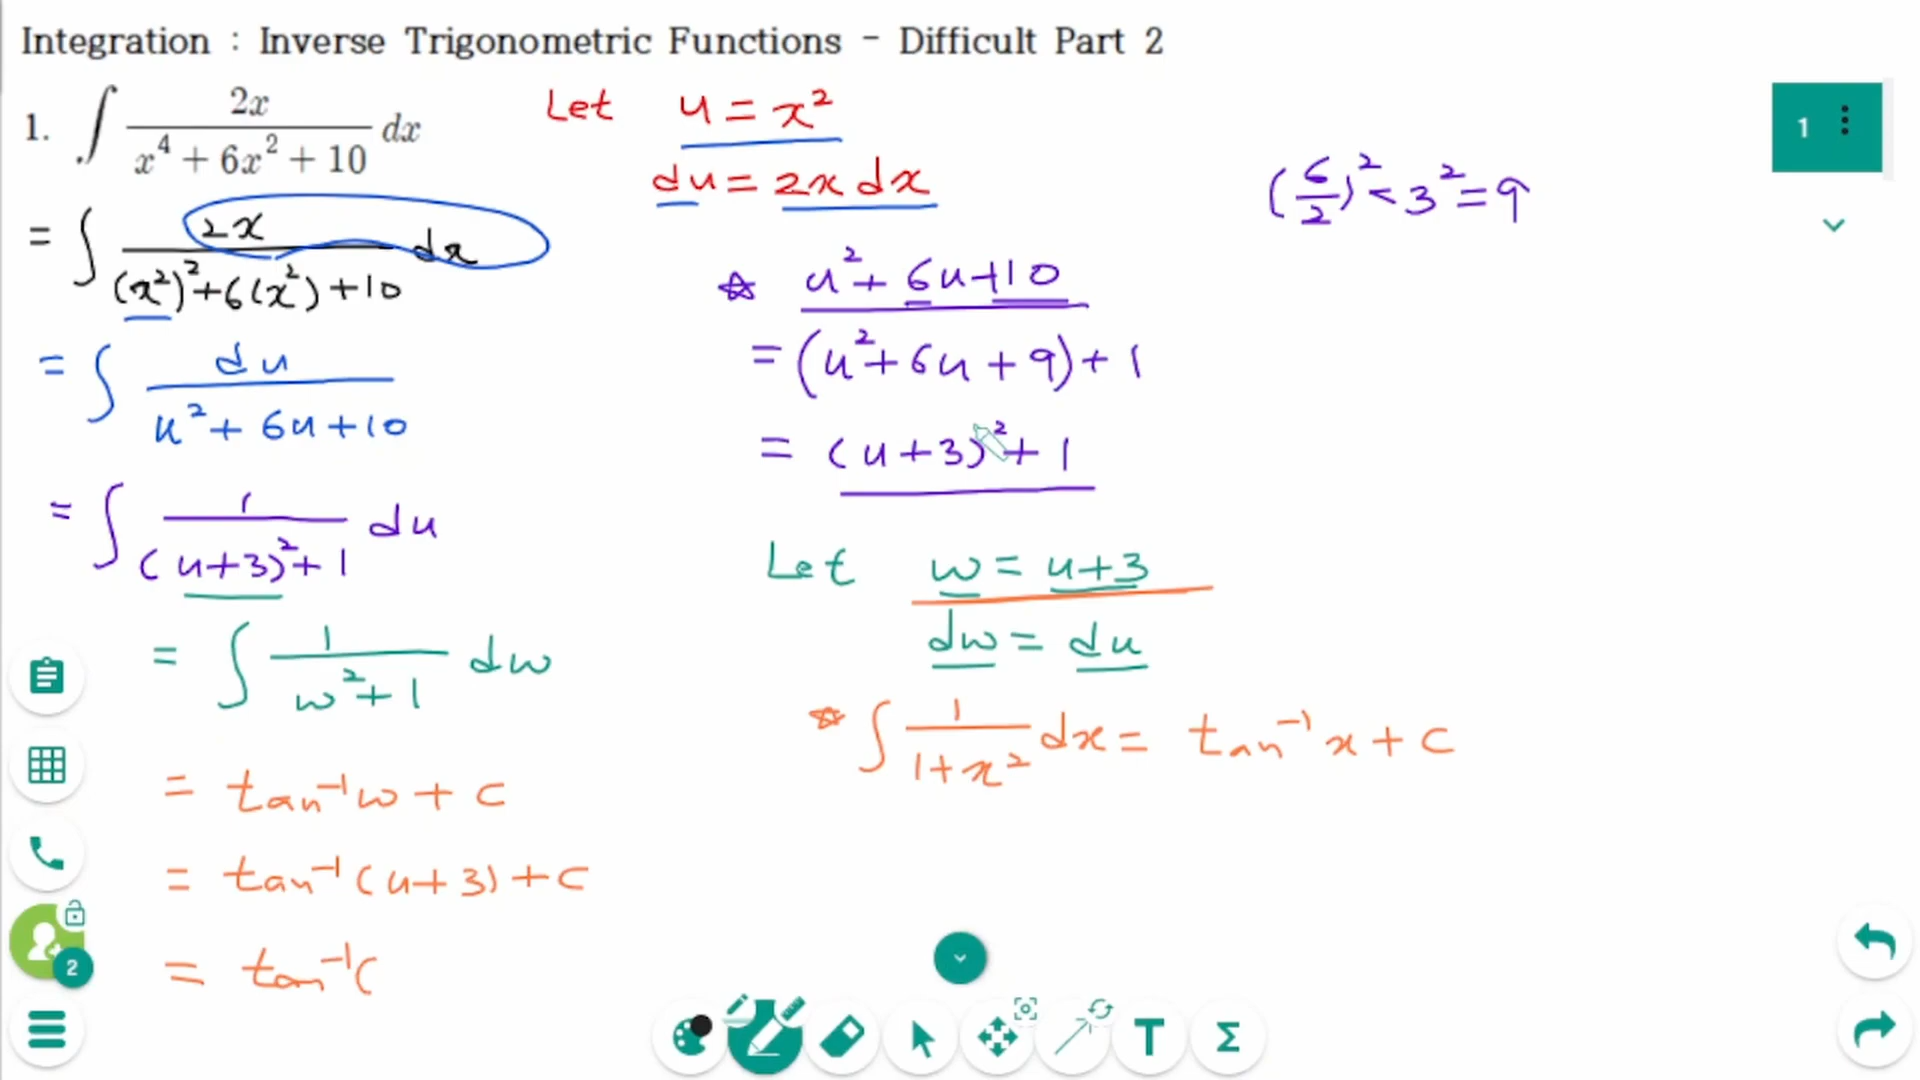 Integration : Inverse Trigonometric Functions - Difficult Part 2
1. ∫ 2x / (x⁴ + 6x² + 10) dx
= ∫ 2x / ((x²)² + 6(x²) + 10) dx
= ∫ du / (u² + 6u + 10)
= ∫ 1 / ((u+3)² + 1) du
= ∫ 1 / (w² + 1) dw
= tan⁻¹w + c
= tan⁻¹(u+3) + c
= tan⁻¹(
Let u = x²
du = 2x dx
☆ u² + 6u + 10
= (u² + 6u + 9) + 1
= (u+3)² + 1
Let w = u+3
dw = du
☆ ∫ 1 / (1+x²) dx = tan⁻¹x + c
(6/2)² = 3² = 9
1
2
T
Σ